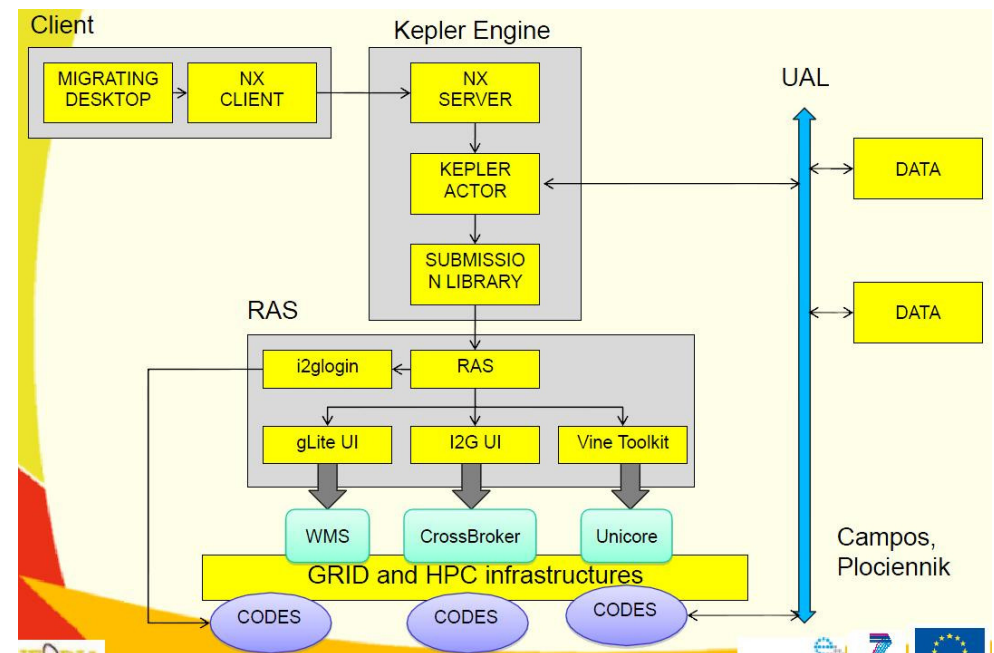 Client
MIGRATING
DESKTOP
NX
CLIENT
Kepler Engine
NX
SERVER
KEPLER
ACTOR
SUBMISSIO
N LIBRARY
UAL
DATA
DATA
RAS
i2glogin
RAS
gLite UI
I2G UI
Vine Toolkit
WMS
CrossBroker
Unicore
GRID and HPC infrastructures
CODES
CODES
CODES
Campos,
Plociennik